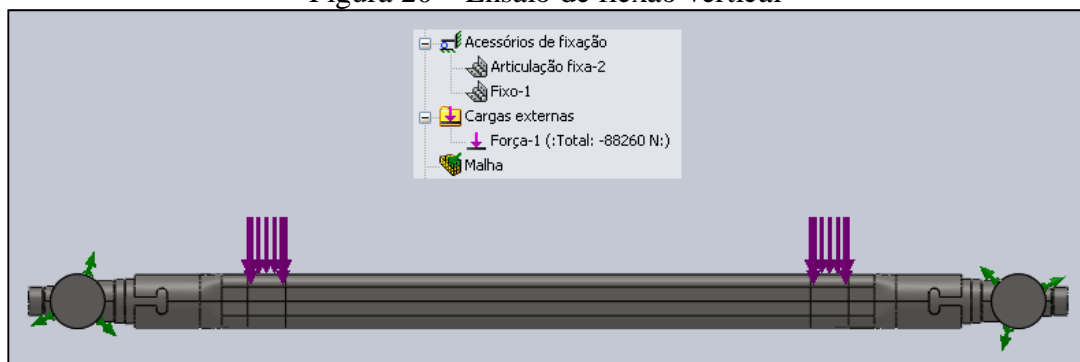 Figura 20 – Ensaio de flexão vertical
Acessórios de fixação
Articulação fixa-2
Fixo-1
Cargas externas
Força-1 (:Total: -88260 N:)
Malha